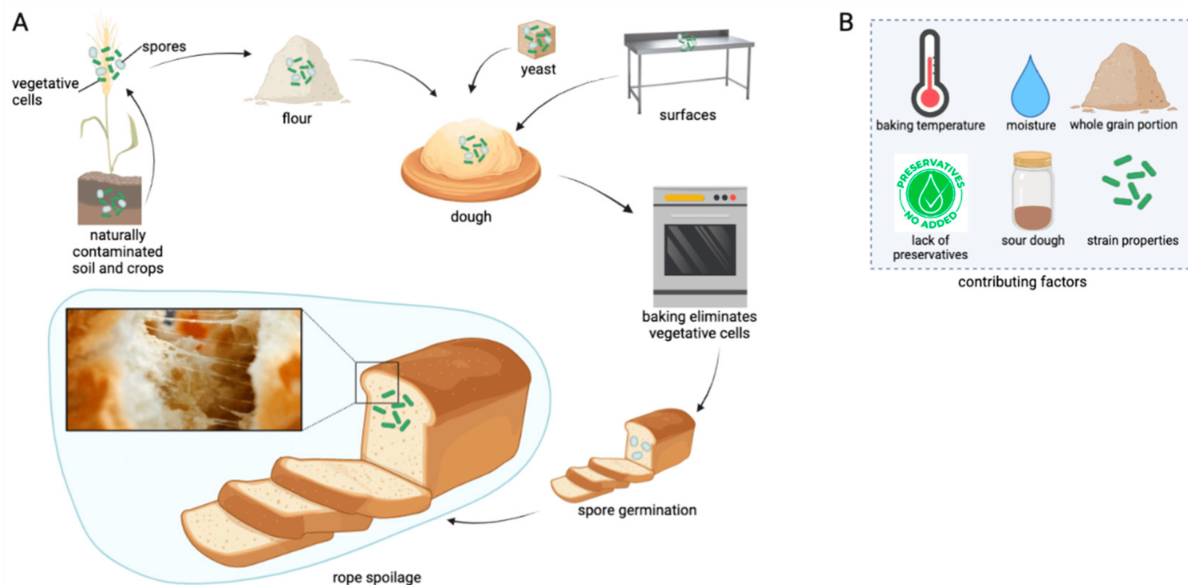 A
spores
vegetative
cells
flour
yeast
surfaces
dough
naturally
contaminated
soil and crops
baking eliminates
vegetative cells
spore germination
rope spoilage
B
baking temperature
moisture
whole grain portion
PRESERVATIVES
NO ADDED
lack of
preservatives
sour dough
strain properties
contributing factors